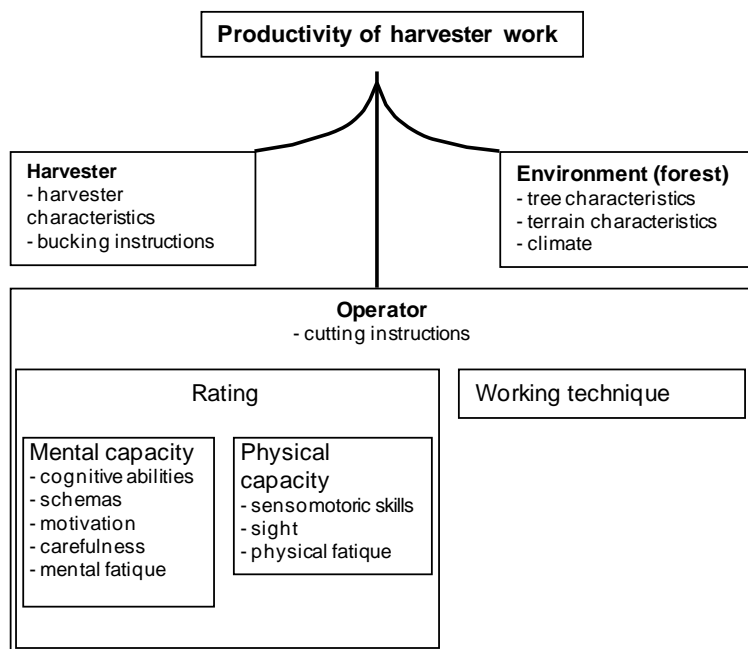 Productivity of harvester work
Harvester
- harvester
characteristics
- bucking instructions
Environment (forest)
- tree characteristics
- terrain characteristics
- climate
Operator
- cutting instructions
Rating
Mental capacity
- cognitive abilities
- schemas
- motivation
- carefulness
- mental fatique
Physical
capacity
- sensomotoric skills
- sight
- physical fatique
Working technique